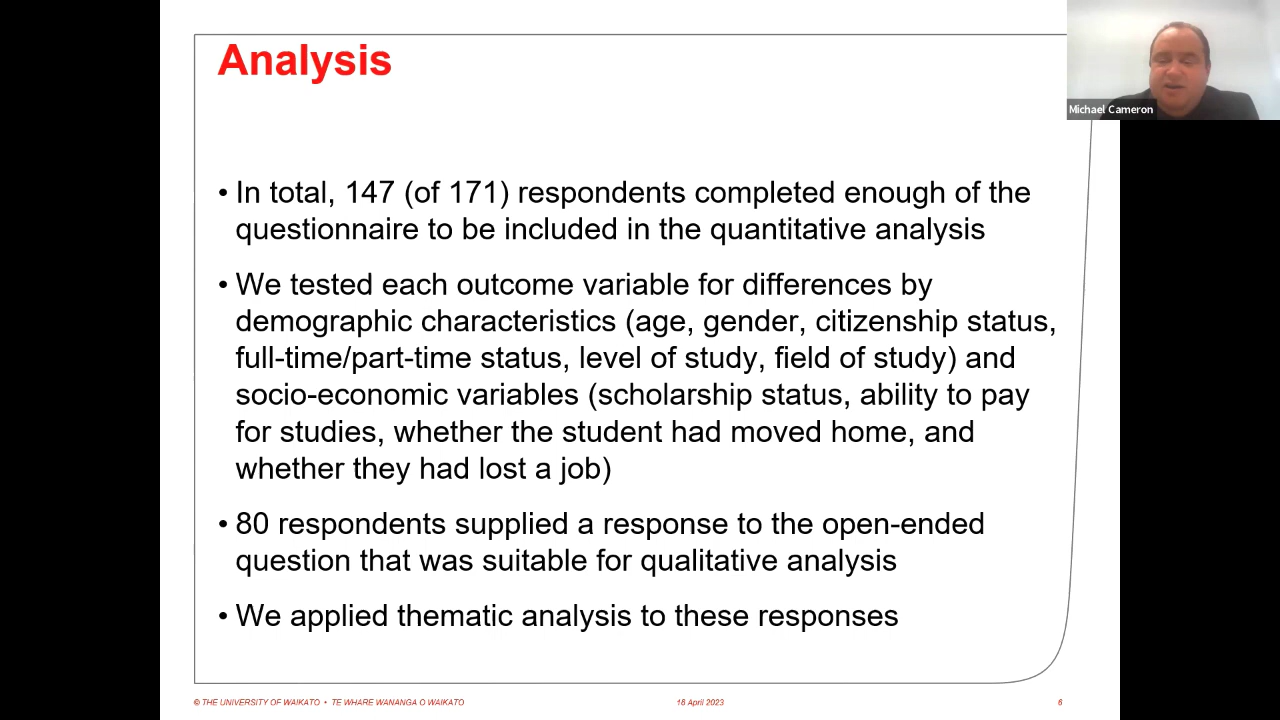 Analysis
Michael Cameron
• In total, 147 (of 171) respondents completed enough of the
questionnaire to be included in the quantitative analysis
• We tested each outcome variable for differences by
demographic characteristics (age, gender, citizenship status,
full-time/part-time status, level of study, field of study) and
socio-economic variables (scholarship status, ability to pay
for studies, whether the student had moved home, and
whether they had lost a job)
• 80 respondents supplied a response to the open-ended
question that was suitable for qualitative analysis
• We applied thematic analysis to these responses
© THE UNIVERSITY OF WAIKATO • TE WHARE WANANGA O WAIKATO
18 April 2023
6